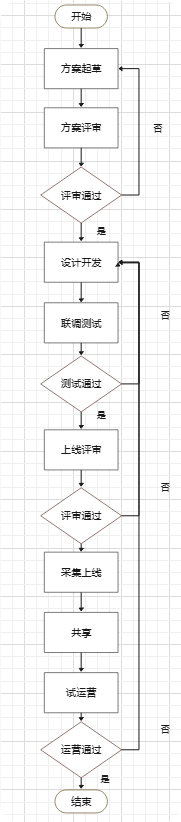 开始
方案起草
方案评审
否
评审通过
是
设计开发
否
联调测试
测试通过
是
上线评审
否
评审通过
采集上线
共享
试运营
否
运营通过
是
结束